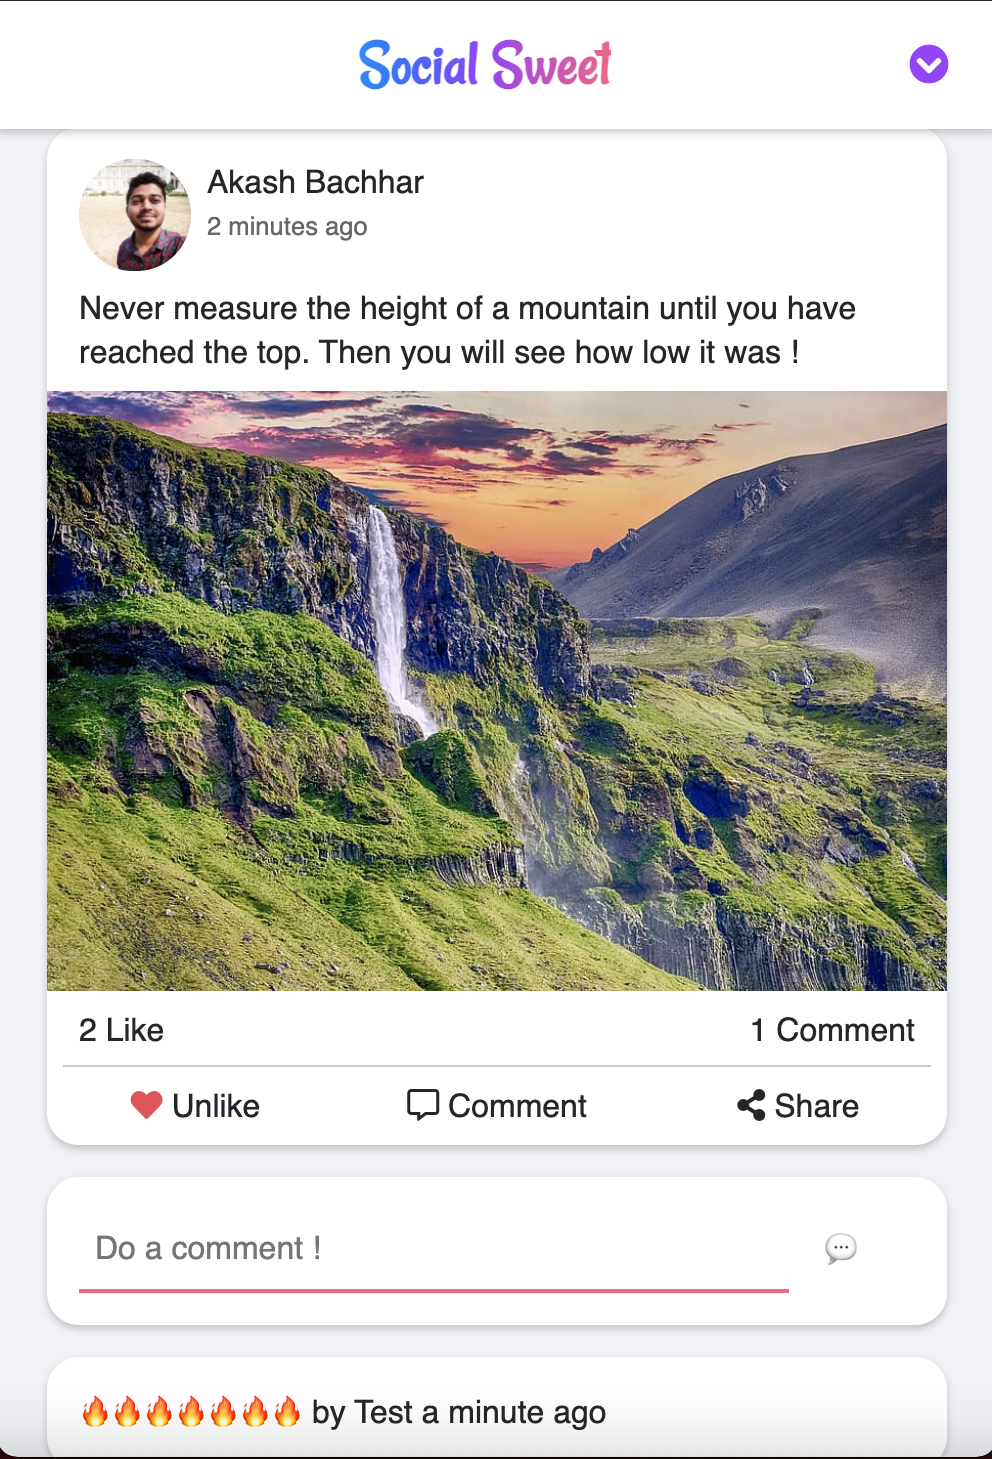 Social Sweet
Akash Bachhar
2 minutes ago
Never measure the height of a mountain until you have
reached the top. Then you will see how low it was !
2 Like
1 Comment
Unlike
Comment
Share
Do a comment !
🔥🔥🔥🔥🔥🔥🔥 by Test a minute ago